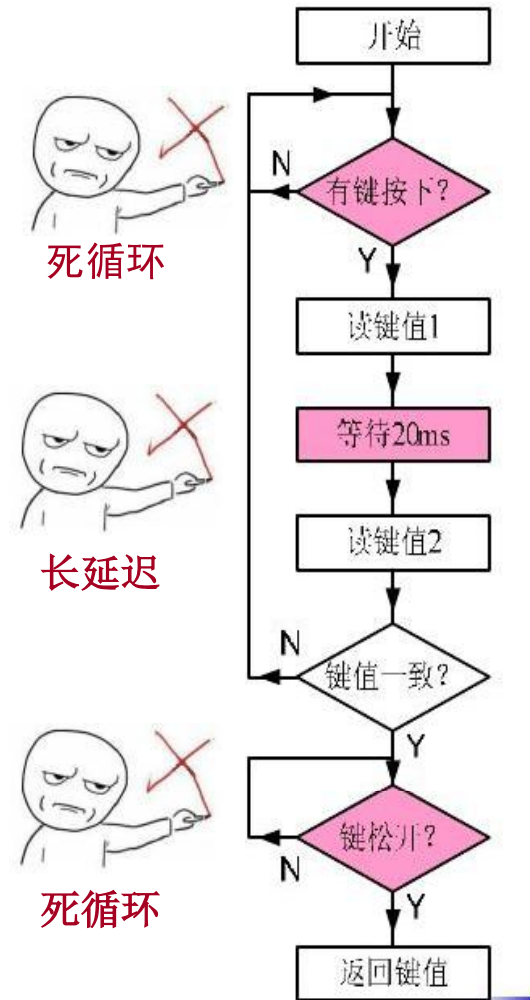 开始
N
有键按下?
死循环
Y
读键值1
等待20ms
长延迟
读键值2
N
键值一致?
Y
键松开?
N
死循环
Y
返回键值